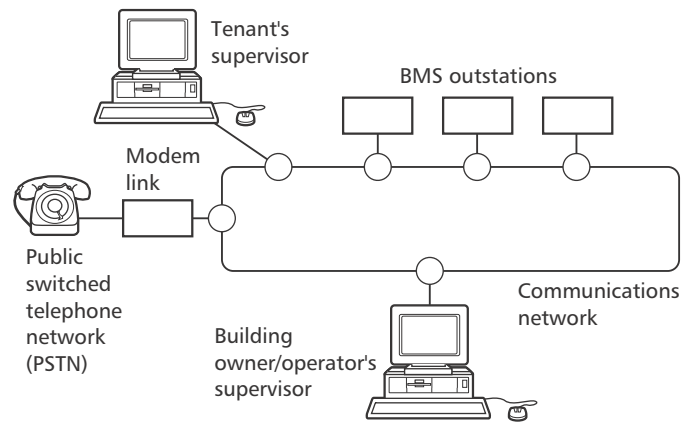 Tenant's
supervisor
BMS outstations
Modem
link
Public
switched
telephone
network
(PSTN)
Communications
network
Building
owner/operator's
supervisor